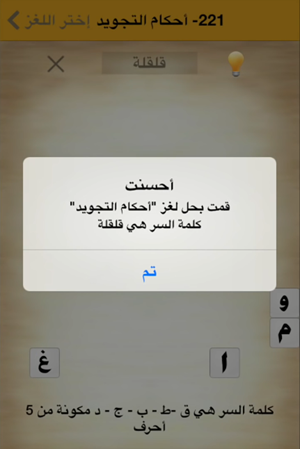 221- أحكام التجويد إختر اللغز
قلقلة
أحسنت
قمت بحل لغز "أحكام التجويد"
كلمة السر هي قلقلة
تم
و
م
غ
ا
كلمة السر هي ق -ط - ب - ج - د مكونة من 5
أحرف